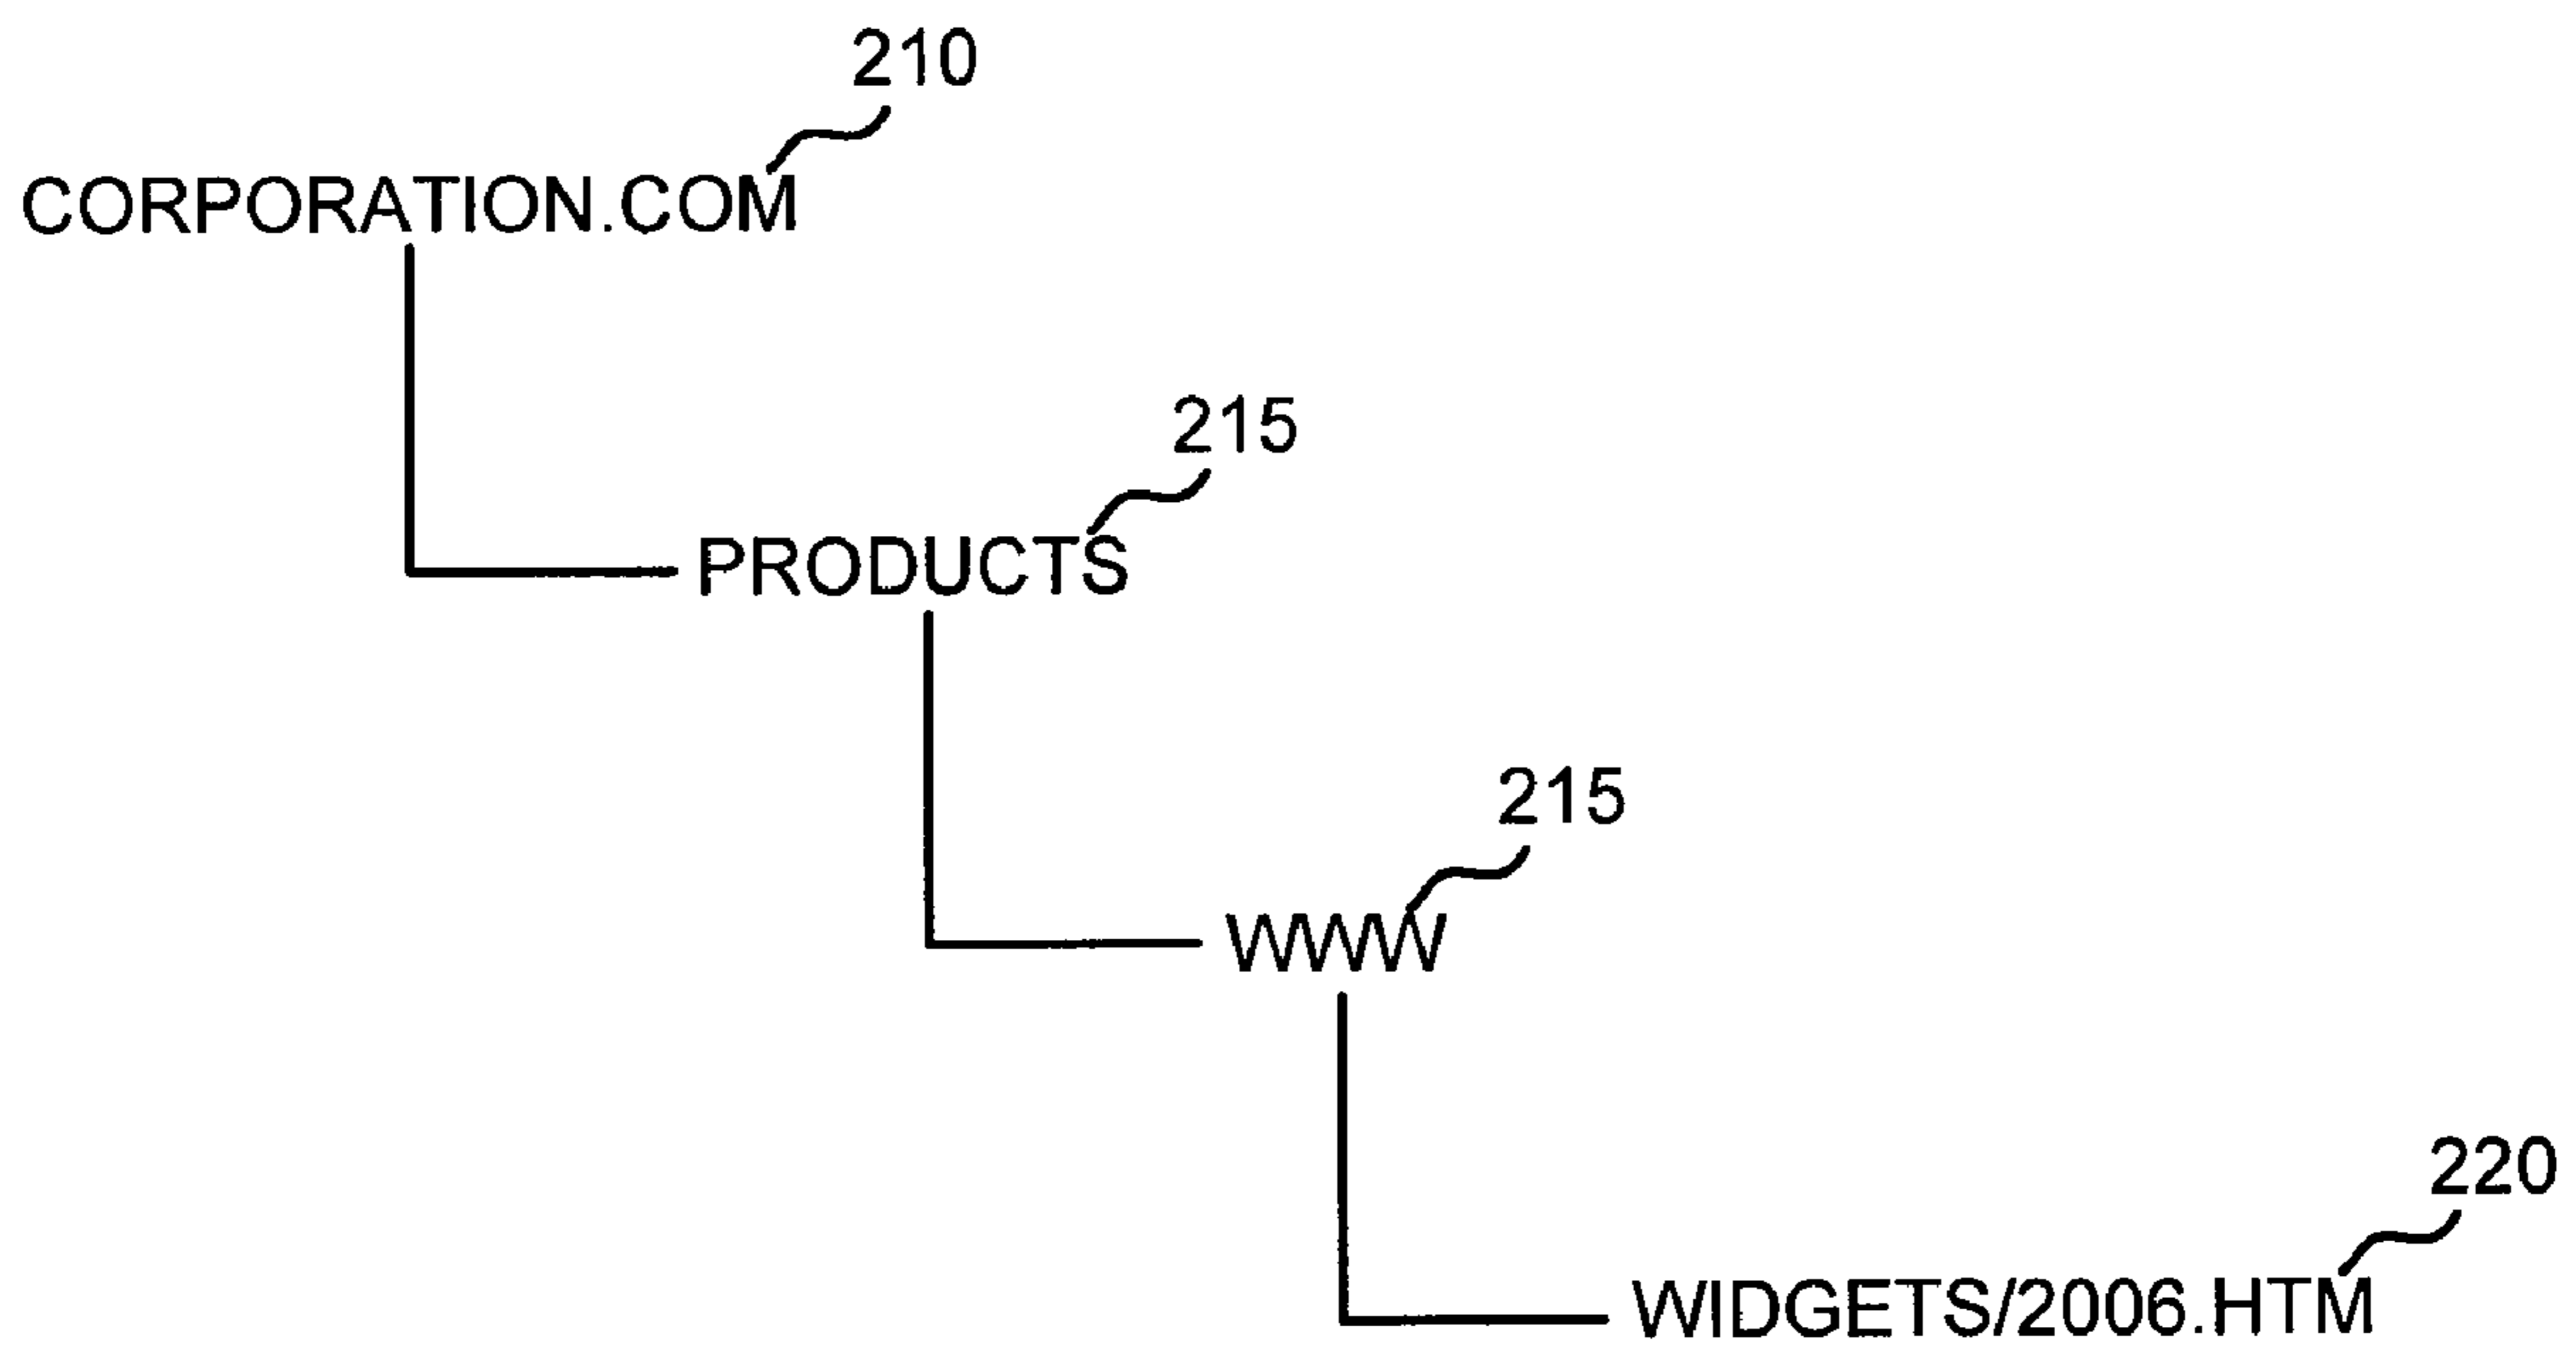 210
CORPORATION.COM
215
PRODUCTS
215
WWW
220
WIDGETS/2006.HTM